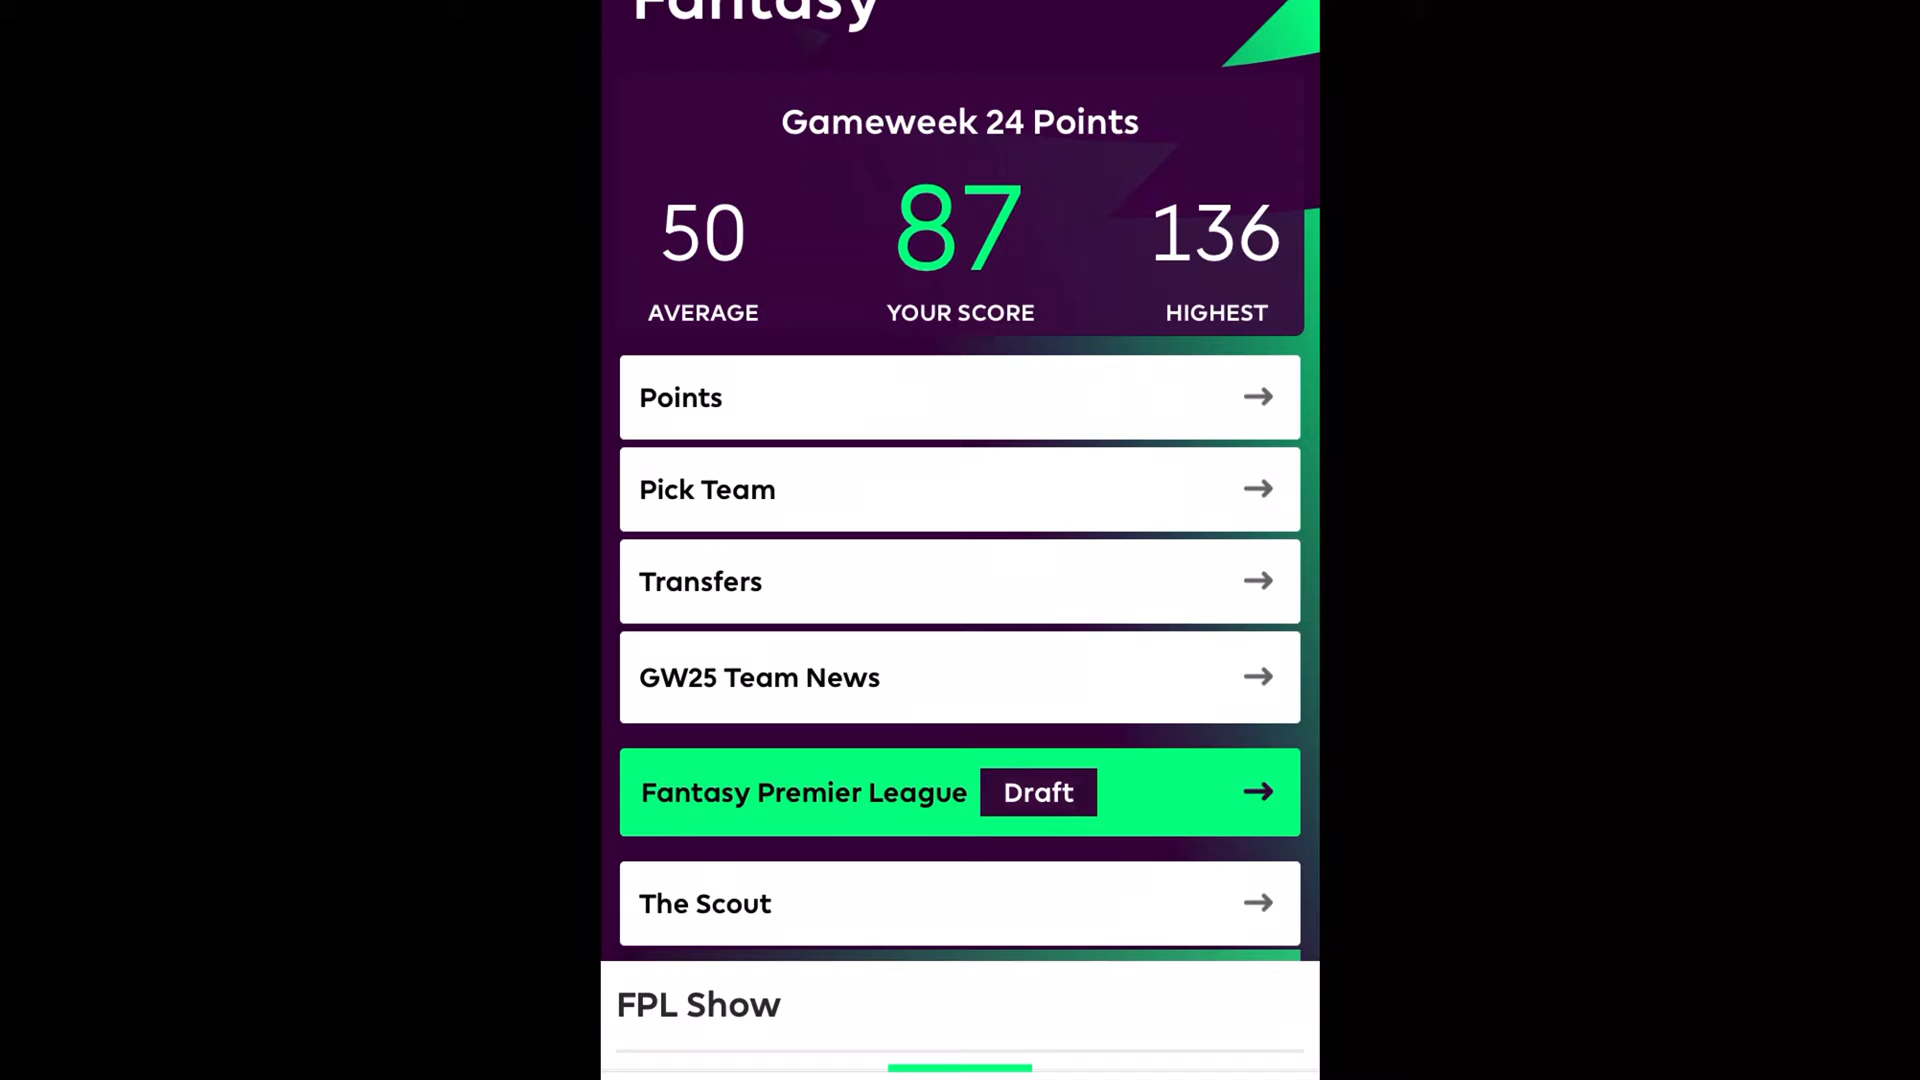 Fantasy
Gameweek 24 Points
50 87 136
AVERAGE YOUR SCORE HIGHEST
Points
Pick Team
Transfers
GW25 Team News
Fantasy Premier League Draft
The Scout
FPL Show